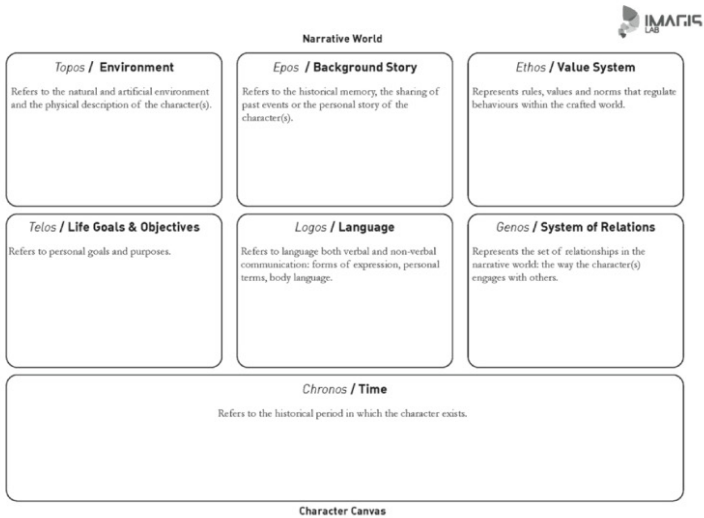 IMAGIS
LAB
Narrative World
Topos / Environment
Refers to the natural and artificial environment
and the physical description of the character(s).
Epos / Background Story
Refers to the historical memory, the sharing of
past events or the personal story of the
character(s).
Ethos / Value System
Represents rules, values and norms that regulate
behaviours within the crafted world.
Telos / Life Goals & Objectives
Refers to personal goals and purposes.
Logos / Language
Refers to language both verbal and non-verbal
communication: forms of expression, personal
terms, body language.
Genos / System of Relations
Represents the set of relationships in the
narrative world: the way the character(s)
engages with others.
Chronos / Time
Refers to the historical period in which the character exists.
Character Canvas